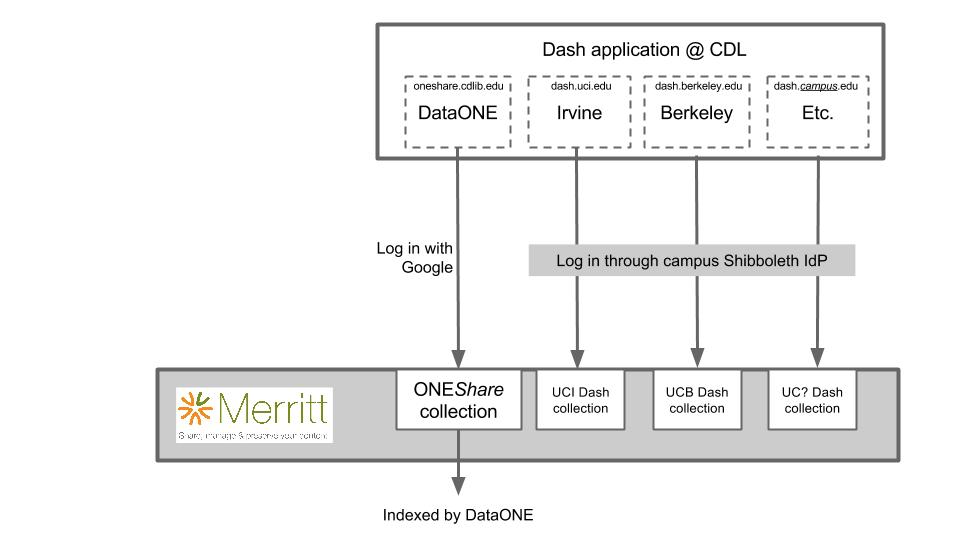 Dash application @ CDL
oneshare.cdlib.edu
DataONE
dash.uci.edu
Irvine
dash.berkeley.edu
Berkeley
dash.campus.edu
Etc.
Log in with
Google
Log in through campus Shibboleth IdP
Merritt
Share, manage & preserve your content
ONEShare
collection
UCI Dash
collection
UCB Dash
collection
UC? Dash
collection
Indexed by DataONE